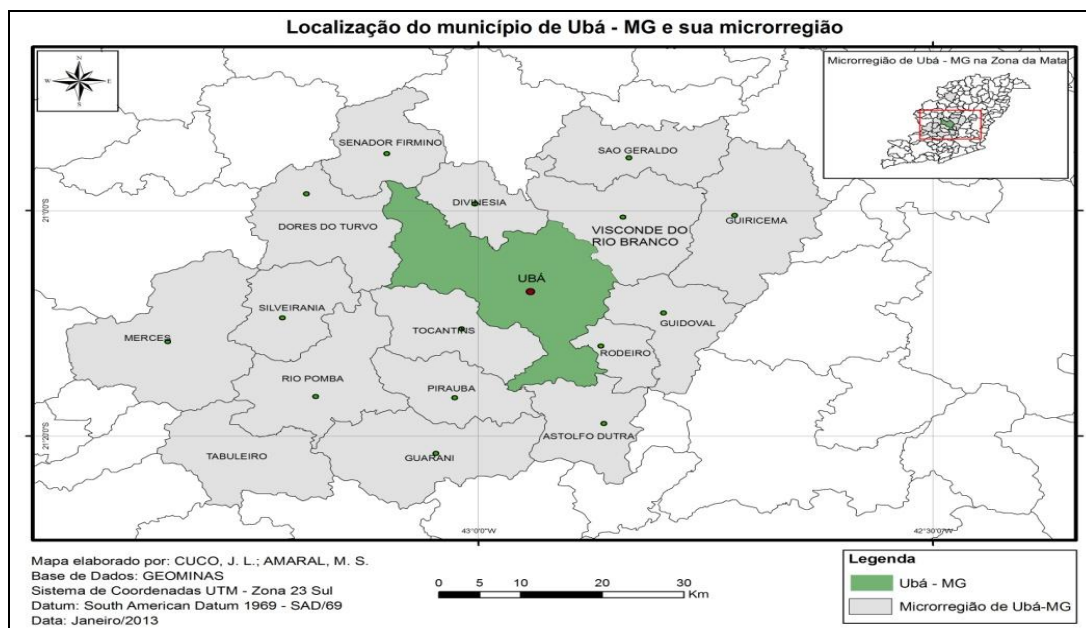 Localização do município de Ubá - MG e sua microrregião
N
W
E
S
Microrregião de Ubá - MG na Zona da Mata
SENADOR FIRMINO
SAO GERALDO
DIVINESIA
21°0'0"S
DORES DO TURVO
VISCONDE DO
RIO BRANCO
GUIRICEMA
UBÁ
SILVEIRANIA
GUIDOVAL
TOCANTINS
MERCES
RODEIRO
RIO POMBA
PIRAUBA
21°20'0"S
ASTOLFO DUTRA
TABULEIRO
GUARANI
43°0'0"W
42°30'0"W
Mapa elaborado por: CUCO, J. L.; AMARAL, M. S.
Base de Dados: GEOMINAS
Sistema de Coordenadas UTM - Zona 23 Sul
Datum: South American Datum 1969 - SAD/69
Data: Janeiro/2013
0 5 10 20 30
Km
Legenda
Ubá - MG
Microrregião de Ubá-MG